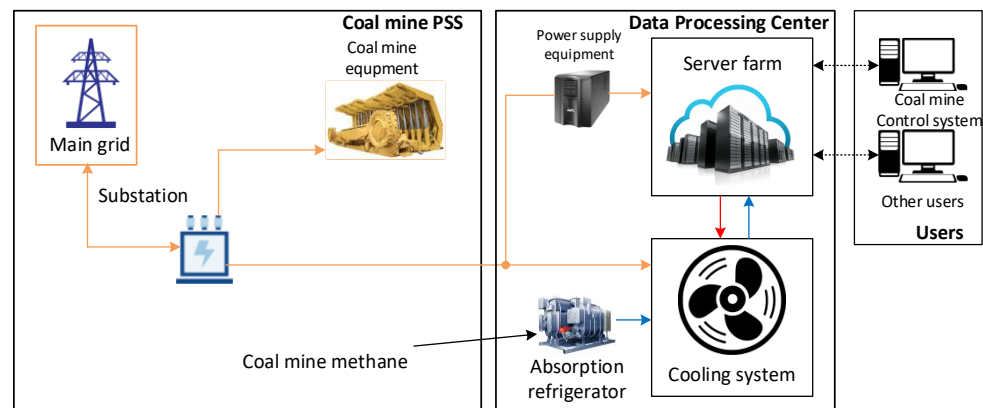 Coal mine PSS
Main grid
Substation
Coal mine
equpment
Coal mine methane
Data Processing Center
Power supply
equipment
APC
Server farm
Absorption
refrigerator
Cooling system
Coal mine
Control system
Other users
Users